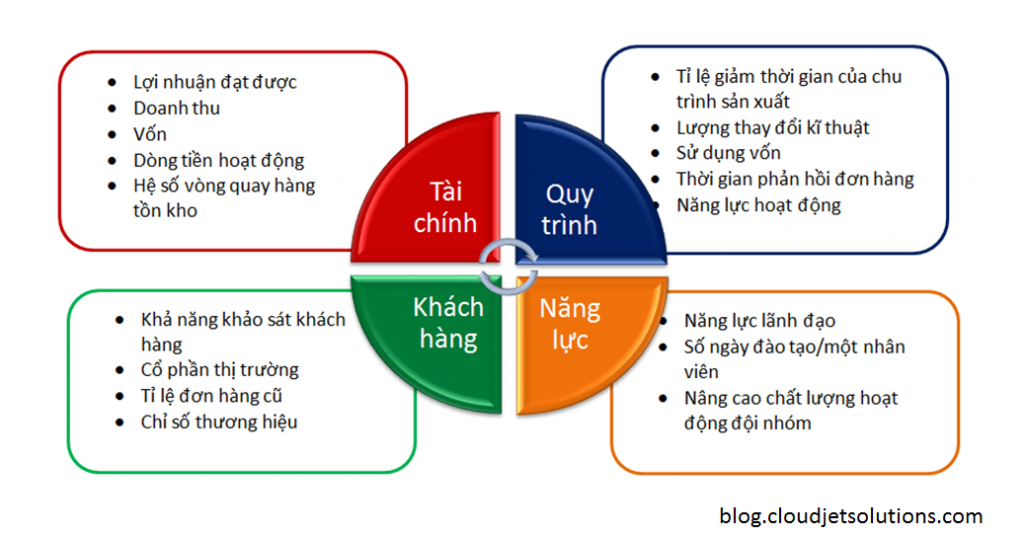 • Lợi nhuận đạt được
• Doanh thu
• Vốn
• Dòng tiền hoạt động
• Hệ số vòng quay hàng
tồn kho
Tài
chính
Quy
trình
• Tỉ lệ giảm thời gian của chu
trình sản xuất
• Lượng thay đổi kĩ thuật
• Sử dụng vốn
• Thời gian phản hồi đơn hàng
• Năng lực hoạt động
• Khả năng khảo sát khách
hàng
• Cổ phần thị trường
• Tỉ lệ đơn hàng cũ
• Chỉ số thương hiệu
Khách
hàng
Năng
lực
• Năng lực lãnh đạo
• Số ngày đào tạo/một nhân
viên
• Nâng cao chất lượng hoạt
động đội nhóm
blog.cloudjetsolutions.com